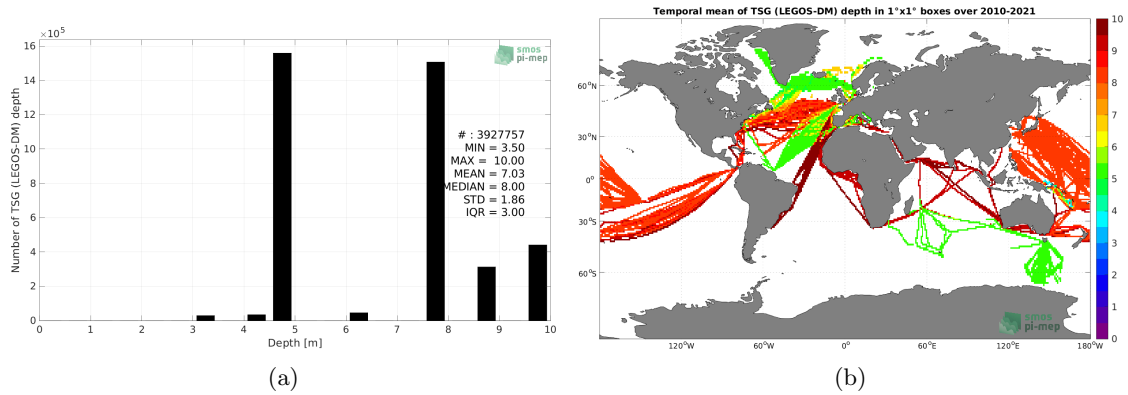 ×10⁵
16
14
12
10
8
6
4
2
0
Number of TSG (LEGOS-DM) depth
smos
pi-mep
# : 3927757
MIN = 3.50
MAX = 10.00
MEAN = 7.03
MEDIAN = 8.00
STD = 1.86
IQR = 3.00
0 1 2 3 4 5 6 7 8 9 10
Depth [m]
(a)
Temporal mean of TSG (LEGOS-DM) depth in 1°x1° boxes over 2010-2021
60°N
30°N
0°
30°S
60°S
120°W 60°W 0° 60°E 120°E 180°W
smos
pi-mep
10
9
8
7
6
5
4
3
2
1
0
(b)